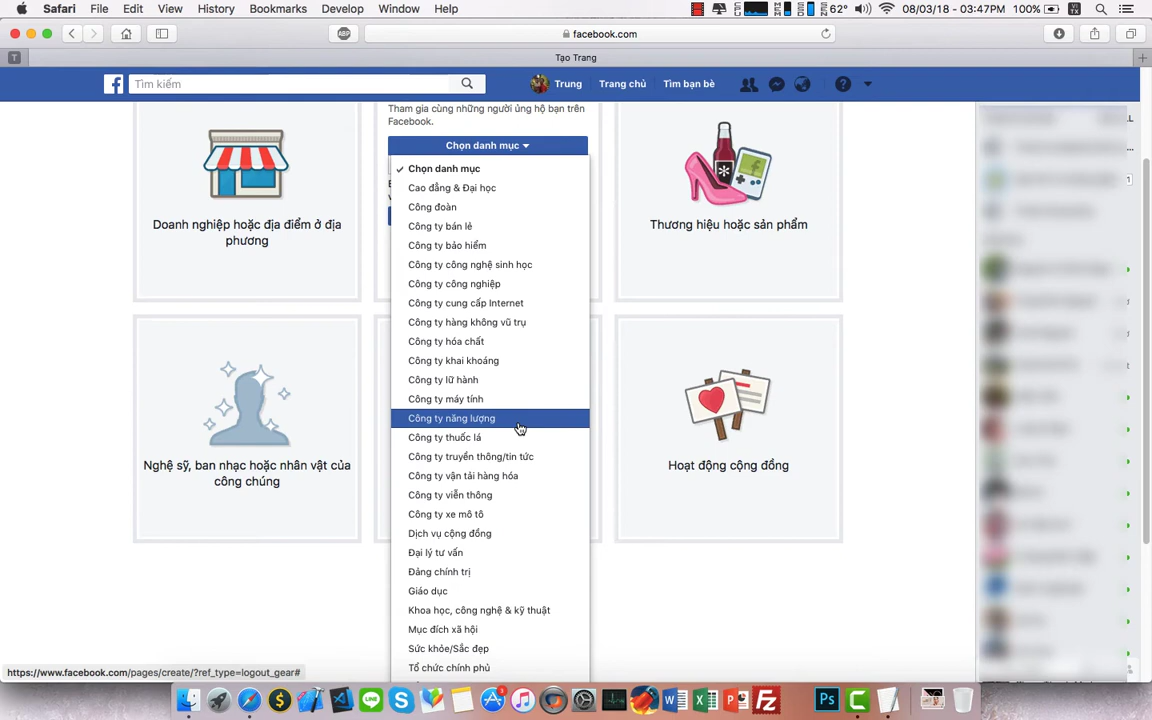 Safari File Edit View History Bookmarks Develop Window Help 62° 08/03/18 - 03:47PM 100%
facebook.com
Tạo Trang
Tìm kiếm Trung Trang chủ Tìm bạn bè
Tham gia cùng những người ủng hộ bạn trên
Facebook.
Chọn danh mục
Doanh nghiệp hoặc địa điểm ở địa
phương
Thương hiệu hoặc sản phẩm
Chọn danh mục
Cao đẳng & Đại học
Công đoàn
Công ty bán lẻ
Công ty bảo hiểm
Công ty công nghệ sinh học
Công ty công nghiệp
Công ty cung cấp Internet
Công ty hàng không vũ trụ
Công ty hóa chất
Công ty khai khoáng
Công ty lữ hành
Công ty máy tính
Công ty năng lượng
Công ty thuốc lá
Công ty truyền thông/tin tức
Công ty vận tải hàng hóa
Công ty viễn thông
Công ty xe mô tô
Dịch vụ cộng đồng
Đại lý tư vấn
Đảng chính trị
Giáo dục
Khoa học, công nghệ & kỹ thuật
Mục đích xã hội
Sức khỏe/Sắc đẹp
Tổ chức chính phủ
Nghệ sĩ, ban nhạc hoặc nhân vật của
công chúng
Hoạt động cộng đồng
https://www.facebook.com/pages/create/?ref_type=logout_gear#